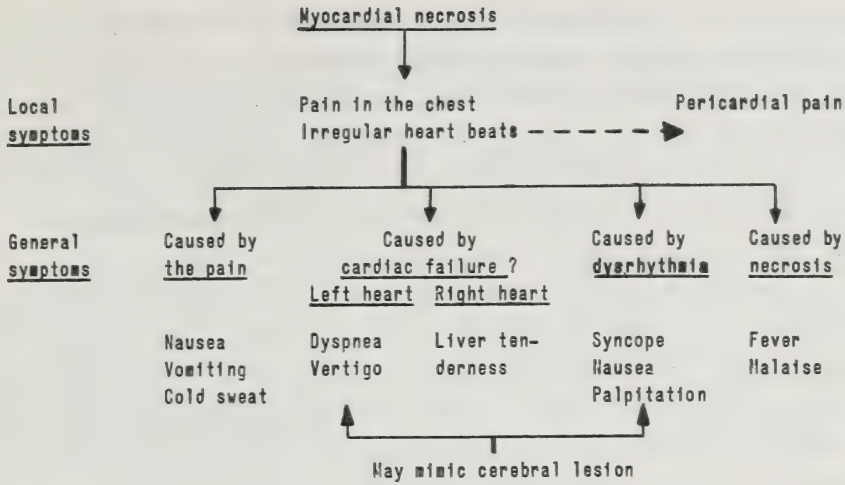 Myocardial necrosis
Local symptoms
Pain in the chest
Irregular heart beats
Pericardial pain
General symptoms
Caused by the pain
Caused by cardiac failure ?
Left heart Right heart
Caused by dysrhythmia
Caused by necrosis
Nausea
Vomiting
Cold sweat
Dyspnea
Vertigo
Liver ten-
derness
Syncope
Nausea
Palpitation
Fever
Malaise
May mimic cerebral lesion